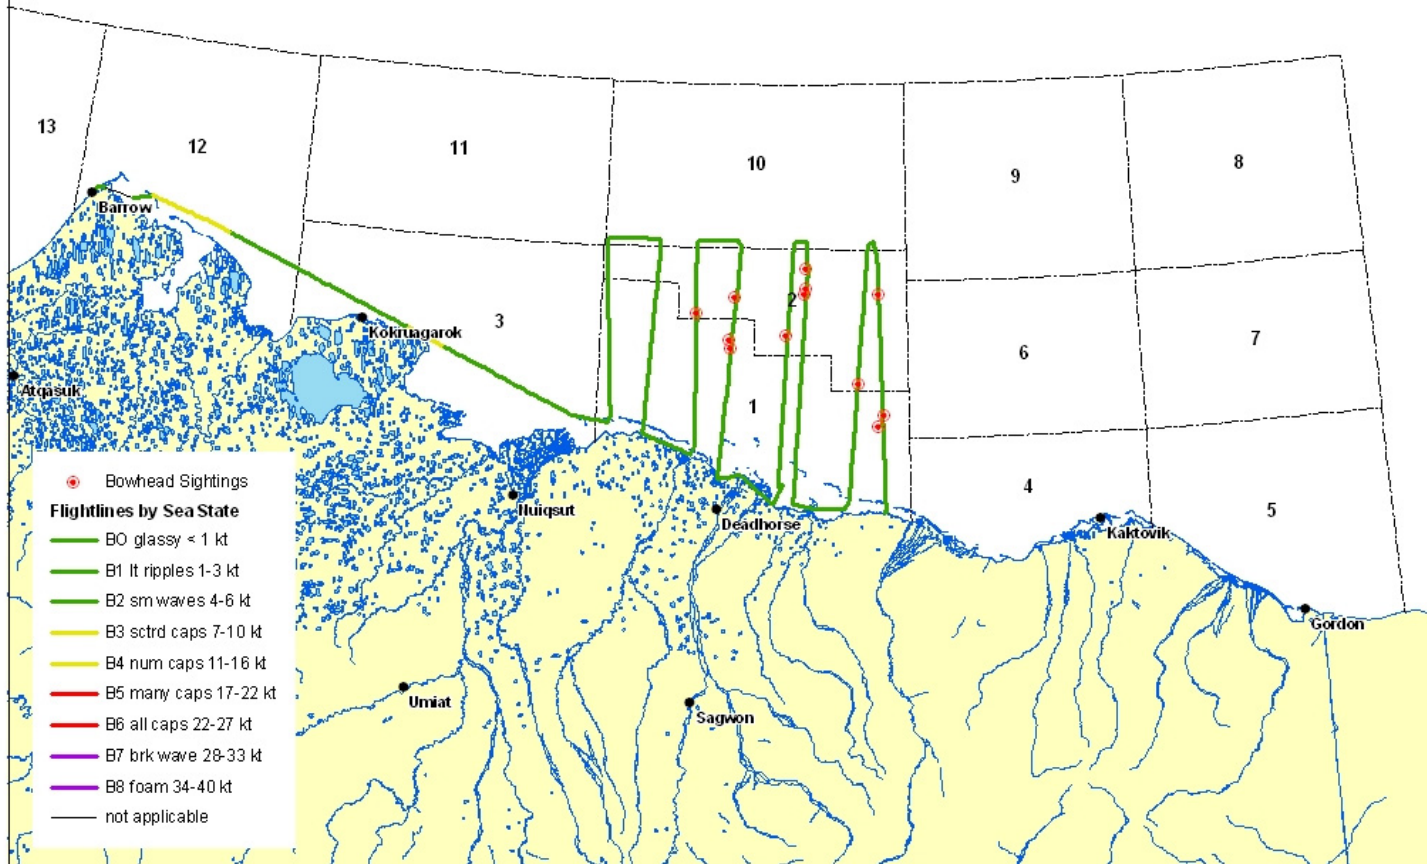 13
12
11
10
9
8
Barrow
3
Kokruagarok
2
7
6
Atqasuk
1
4
5
Bowhead Sightings
Flightlines by Sea State
B0 glassy < 1 kt
B1 lt ripples 1-3 kt
B2 sm waves 4-6 kt
B3 sctrd caps 7-10 kt
B4 num caps 11-16 kt
B5 many caps 17-22 kt
B6 all caps 22-27 kt
B7 brk wave 28-33 kt
B8 foam 34-40 kt
not applicable
Nuiqsut
Deadhorse
Kaktovik
Gordon
Umiat
Sagwon